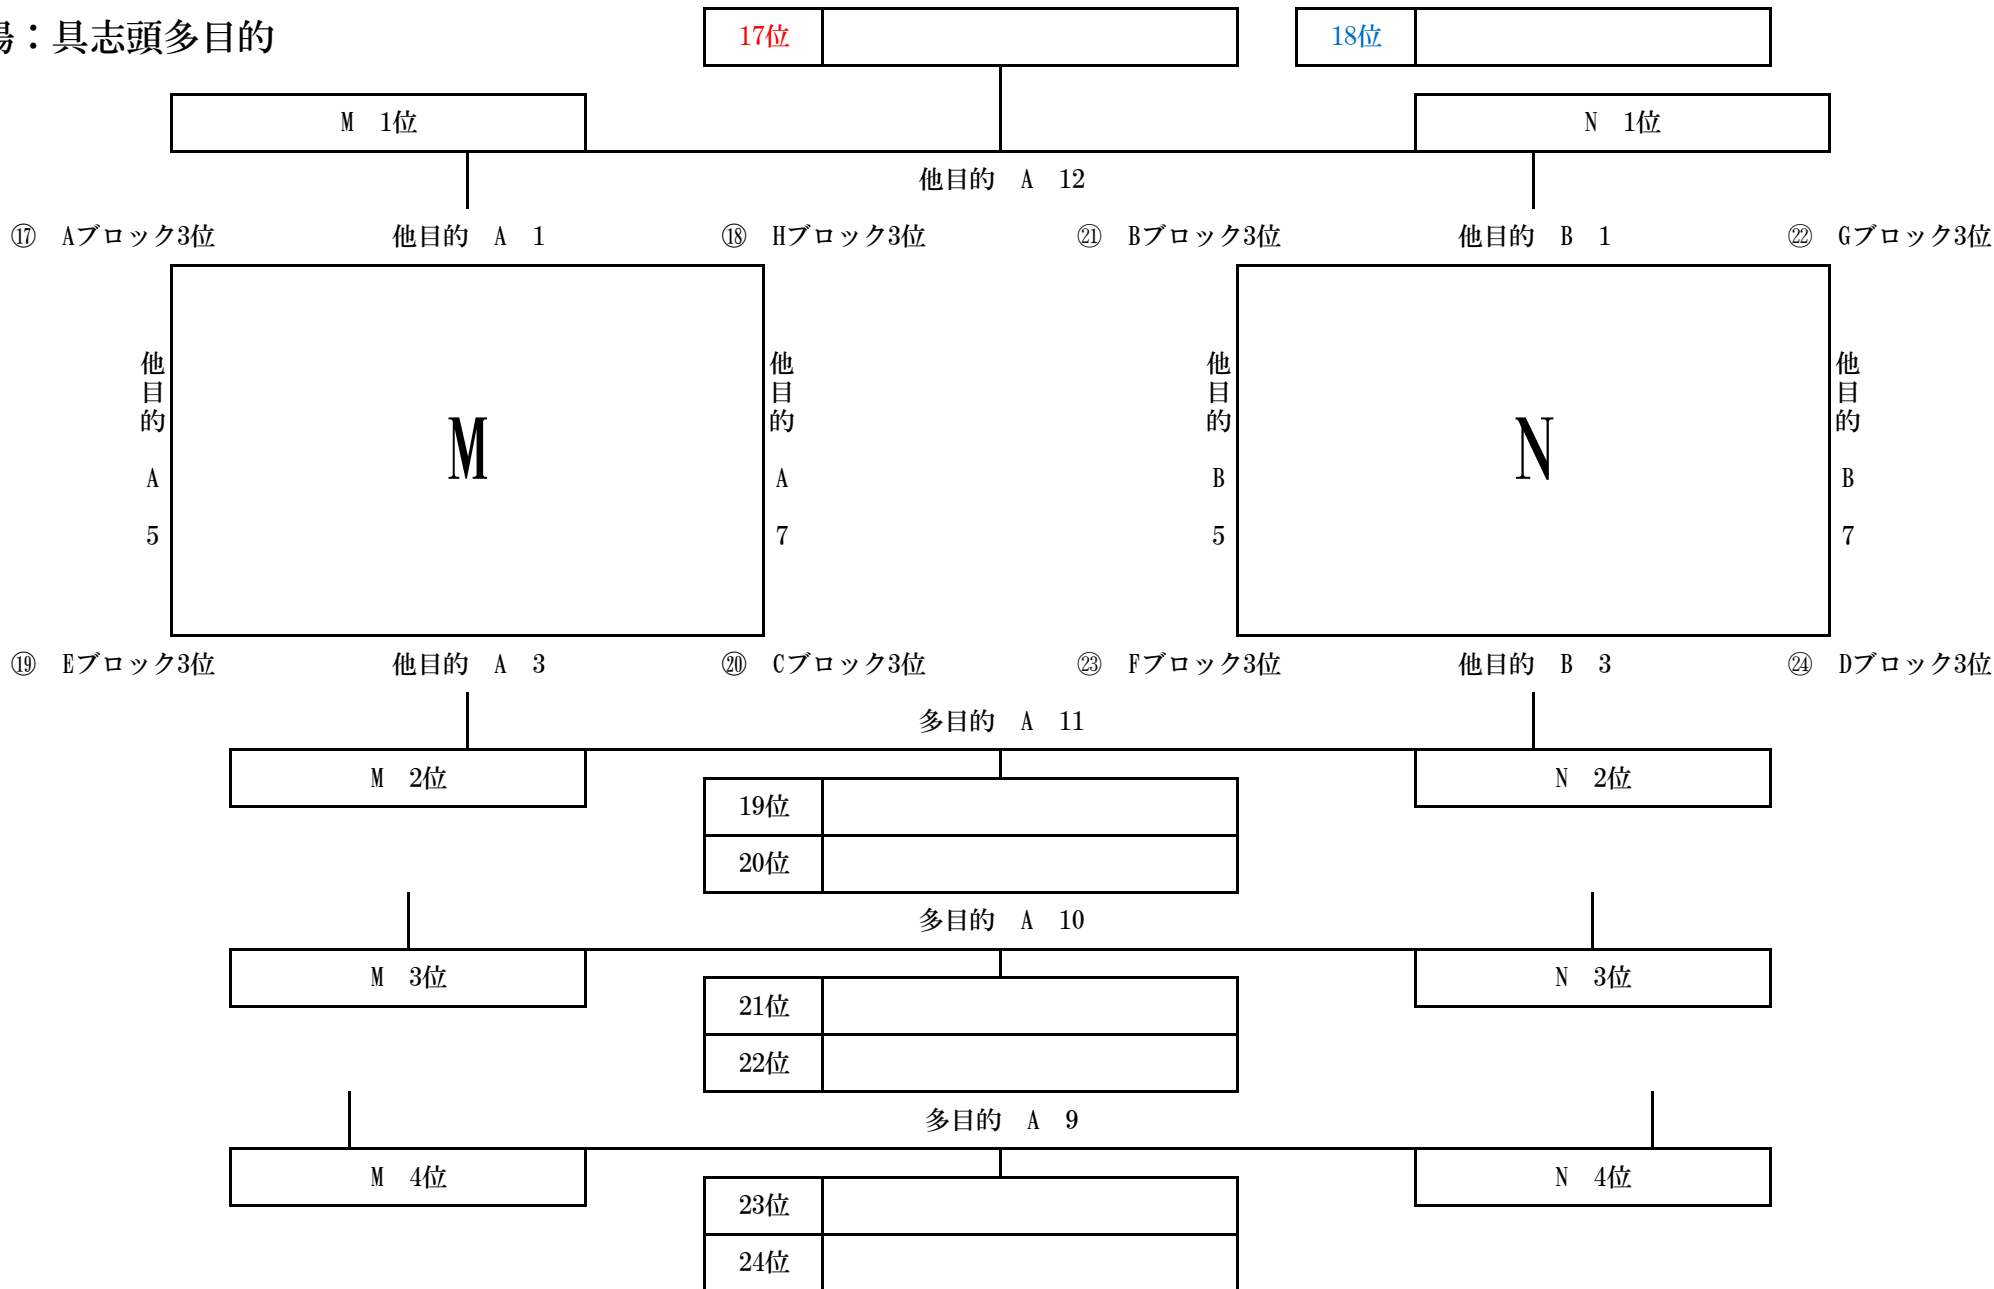 場：具志頭多目的
17位
18位
M 1位
N 1位
他目的 A 12
⑰ Aブロック3位
他目的 A 1
⑱ Hブロック3位
㉑ Bブロック3位
他目的 B 1
㉒ Gブロック3位
他目的 A 5
M
他目的 A 7
他目的 B 5
N
他目的 B 7
⑲ Eブロック3位
他目的 A 3
⑳ Cブロック3位
㉓ Fブロック3位
他目的 B 3
㉔ Dブロック3位
多目的 A 11
M 2位
N 2位
19位
20位
多目的 A 10
M 3位
N 3位
21位
22位
多目的 A 9
M 4位
N 4位
23位
24位